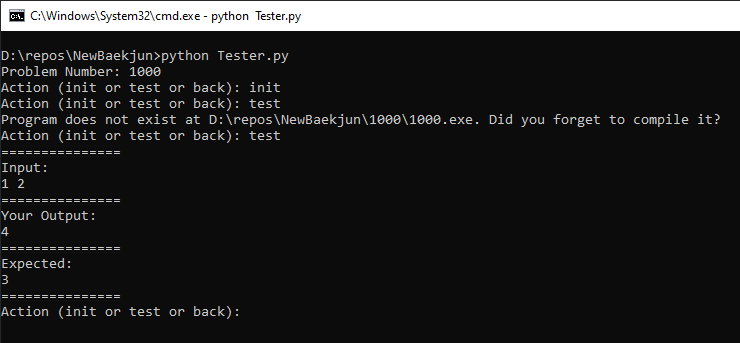 C:\Windows\System32\cmd.exe - python  Tester.py
D:\repos\NewBaekjun>python Tester.py
Problem Number: 1000
Action (init or test or back): init
Action (init or test or back): test
Program does not exist at D:\repos\NewBaekjun\1000\1000.exe. Did you forget to compile it?
Action (init or test or back): test
===============
Input:
1 2
===============
Your Output:
4
===============
Expected:
3
===============
Action (init or test or back):